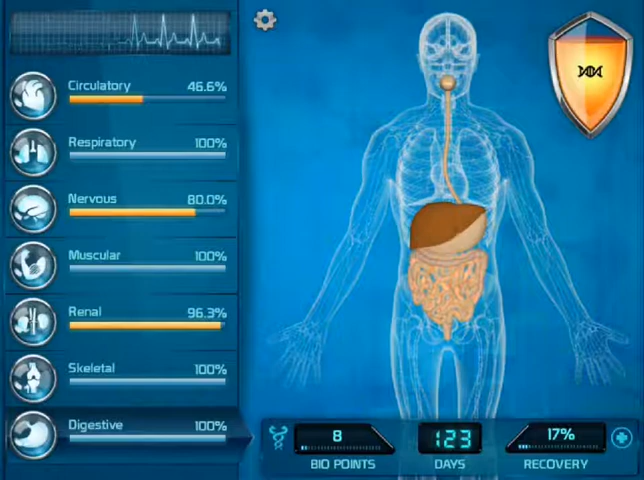 Circulatory 46.6%
Respiratory 100%
Nervous 80.0%
Muscular 100%
Renal 96.3%
Skeletal 100%
Digestive 100%
8 123 17%
BIO POINTS DAYS RECOVERY